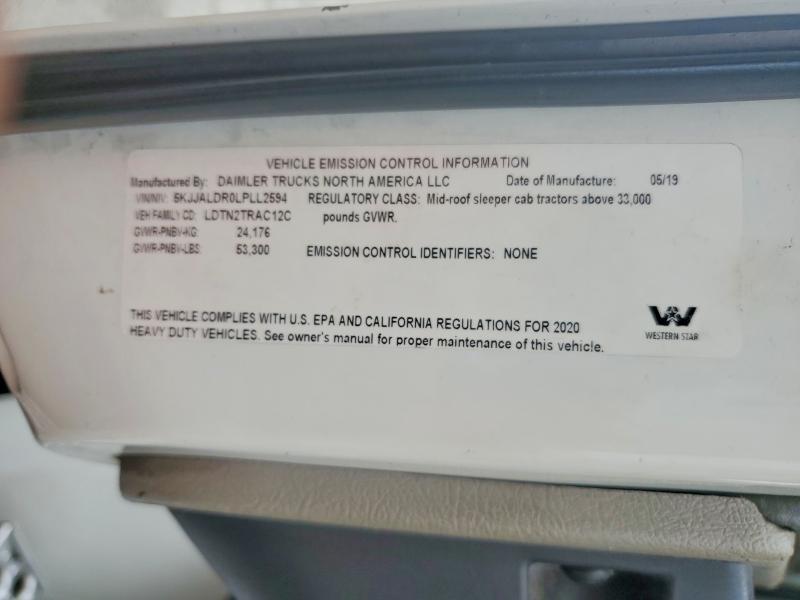 VEHICLE EMISSION CONTROL INFORMATION
Manufactured By: DAIMLER TRUCKS NORTH AMERICA LLC Date of Manufacture: 05/19
VIN/NIV: 5KJJALDR0LPLL2594 REGULATORY CLASS: Mid-roof sleeper cab tractors above 33,000
VEH FAMILY CD: LDTN2TRAC12C pounds GVWR.
GVWR-PNBV-KG: 24,176
GVWR-PNBV-LBS: 53,300 EMISSION CONTROL IDENTIFIERS: NONE
THIS VEHICLE COMPLIES WITH U.S. EPA AND CALIFORNIA REGULATIONS FOR 2020
HEAVY DUTY VEHICLES. See owner's manual for proper maintenance of this vehicle.
WESTERN STAR